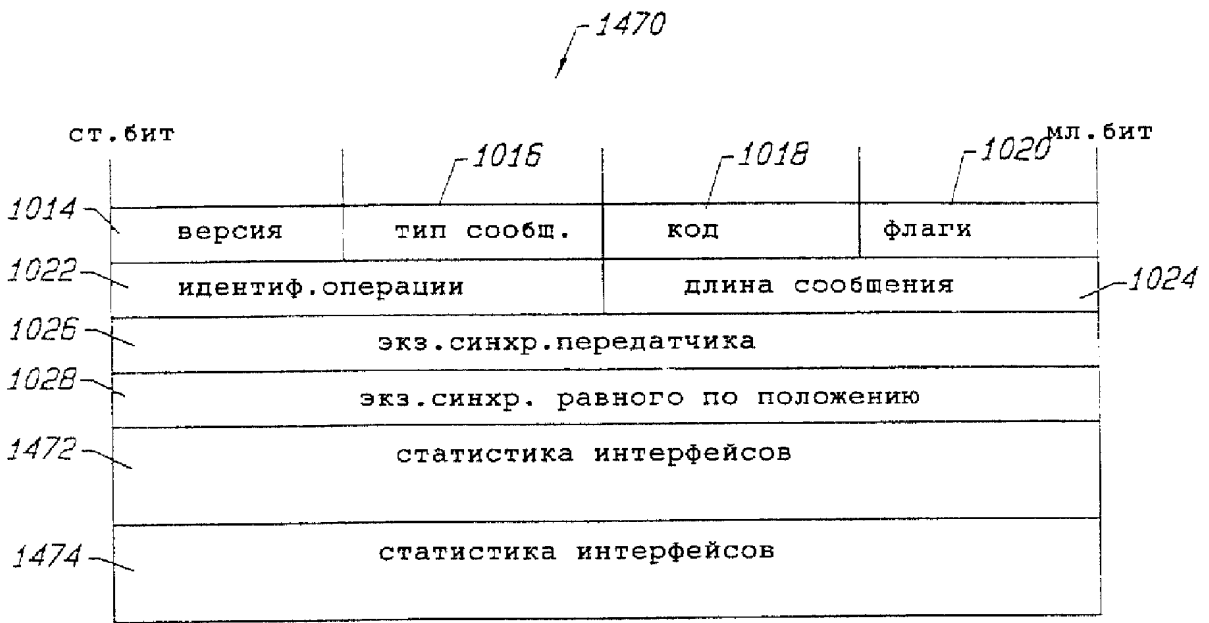 1470
ст.бит мл.бит
1016 1018 1020
1014 версия тип сообщ. код флаги
1022 идентиф.операции длина сообшения 1024
1026 экз.синхр.передатчика
1028 экз.синхр. равного по положению
1472 статистика интерфейсов
1474 статистика интерфейсов